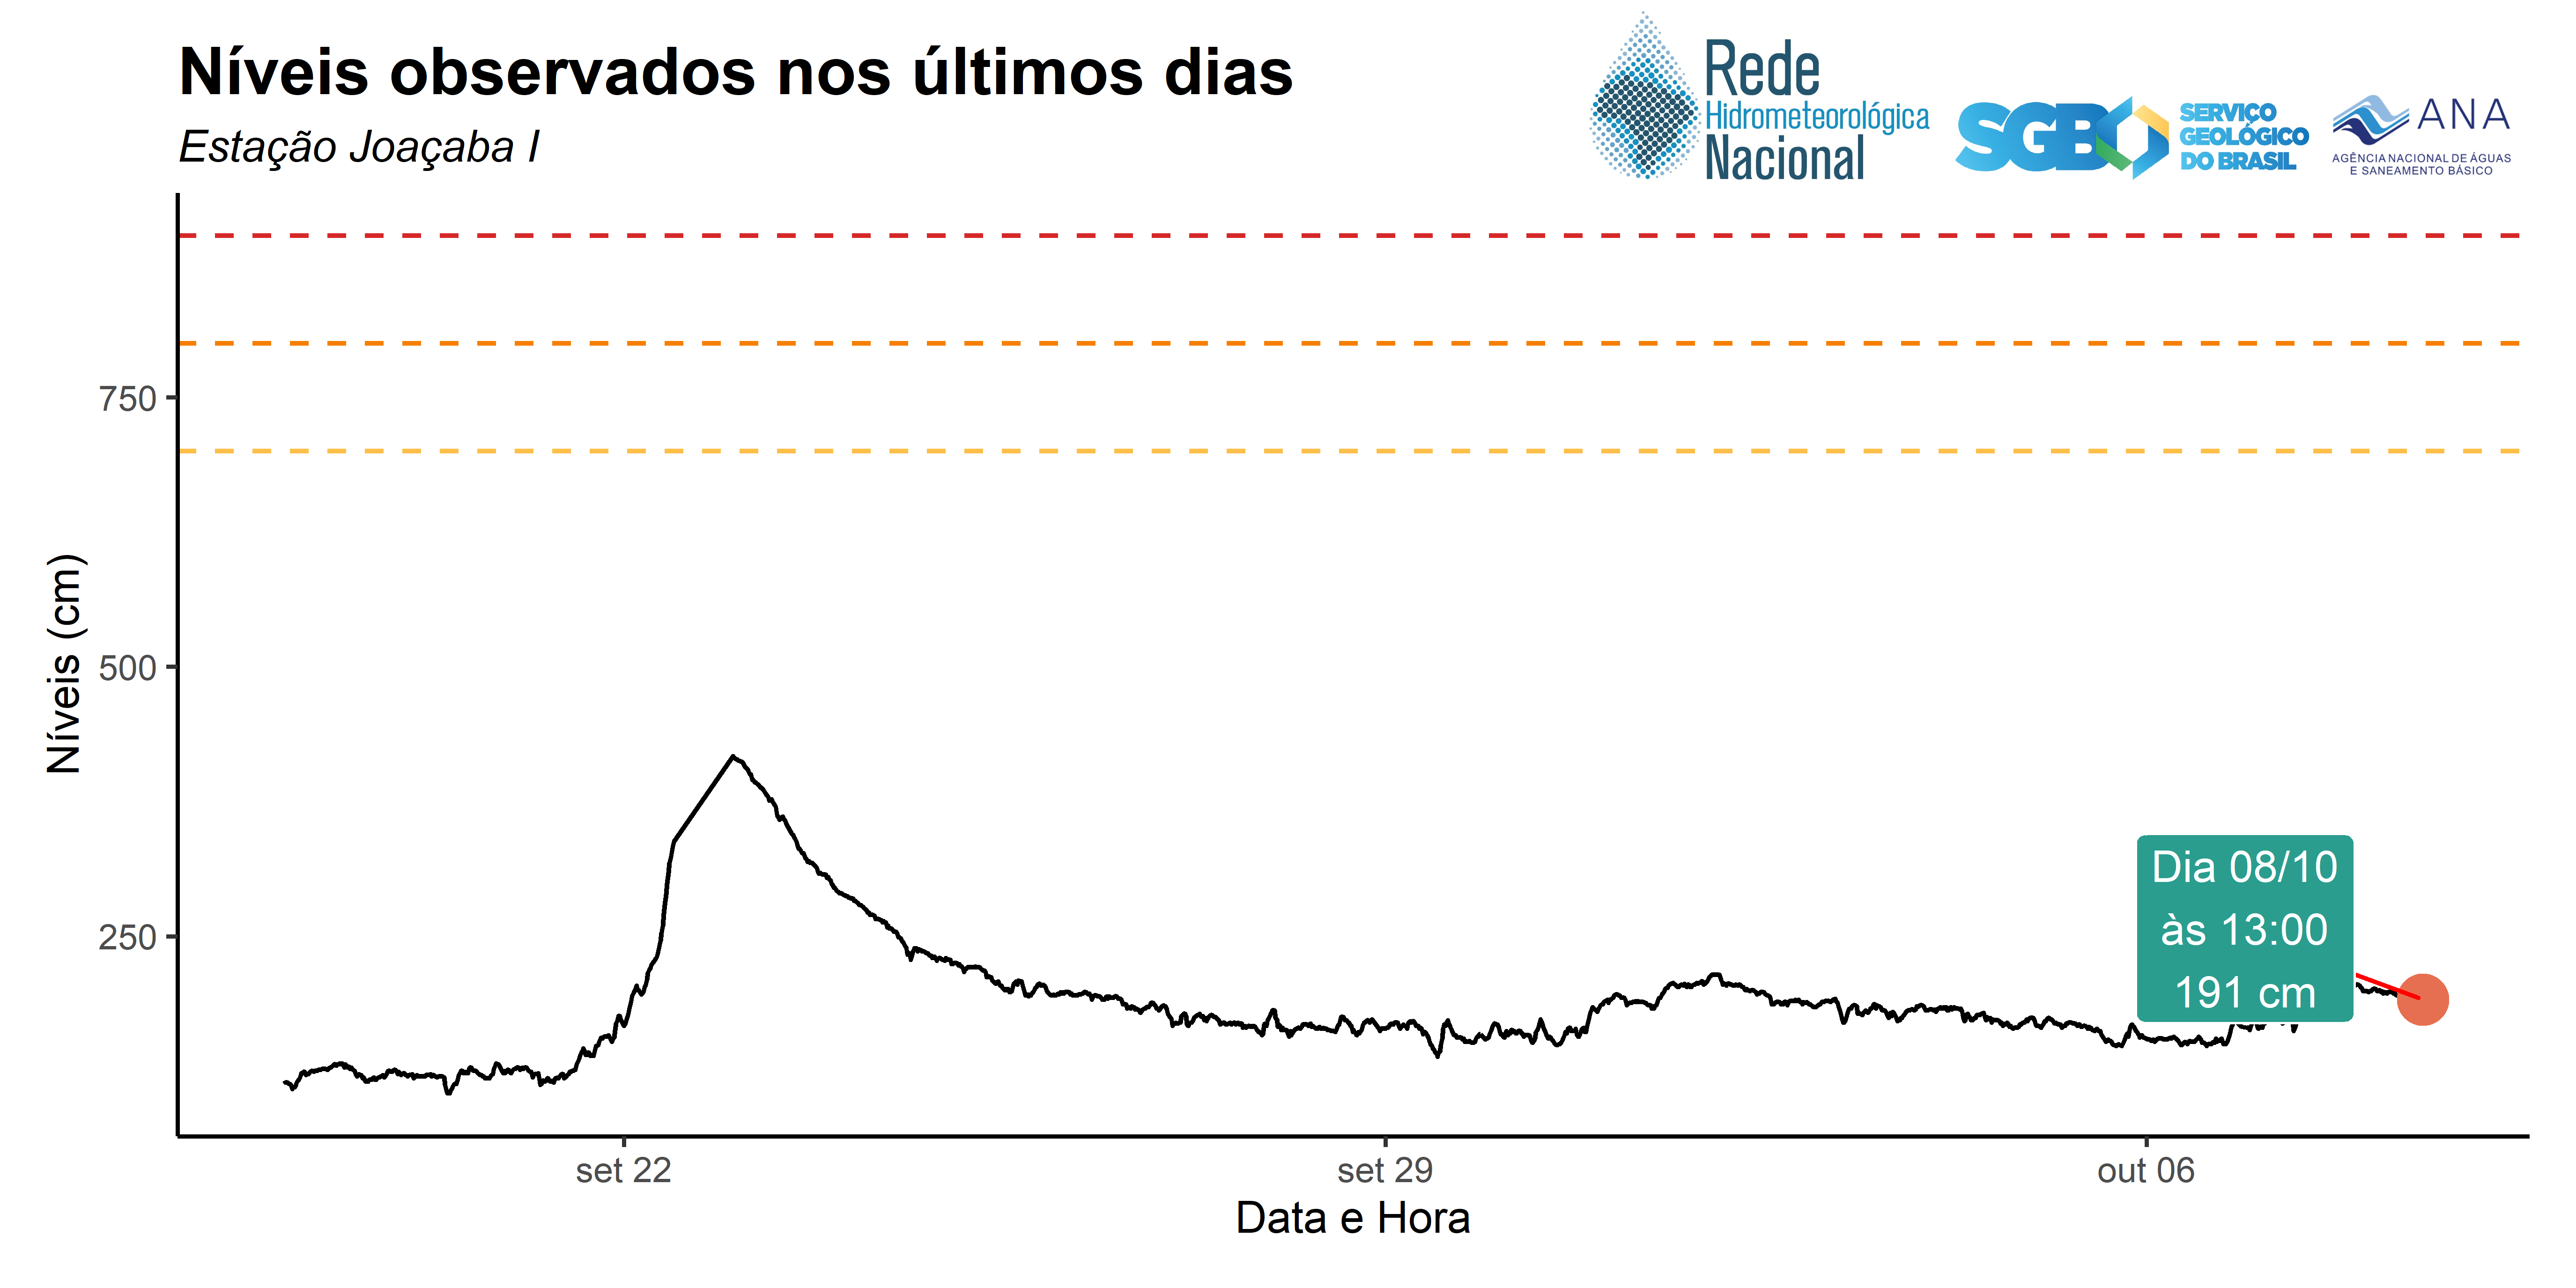 Níveis observados nos últimos dias
Estação Joaçaba I
Rede
Hidrometeorológica
Nacional
SGB
SERVIÇO
GEOLÓGICO
DO BRASIL
ANA
AGÊNCIA NACIONAL DE ÁGUAS
E SANEAMENTO BÁSICO
Níveis (cm)
750
500
250
Dia 08/10
às 13:00
191 cm
set 22
set 29
out 06
Data e Hora